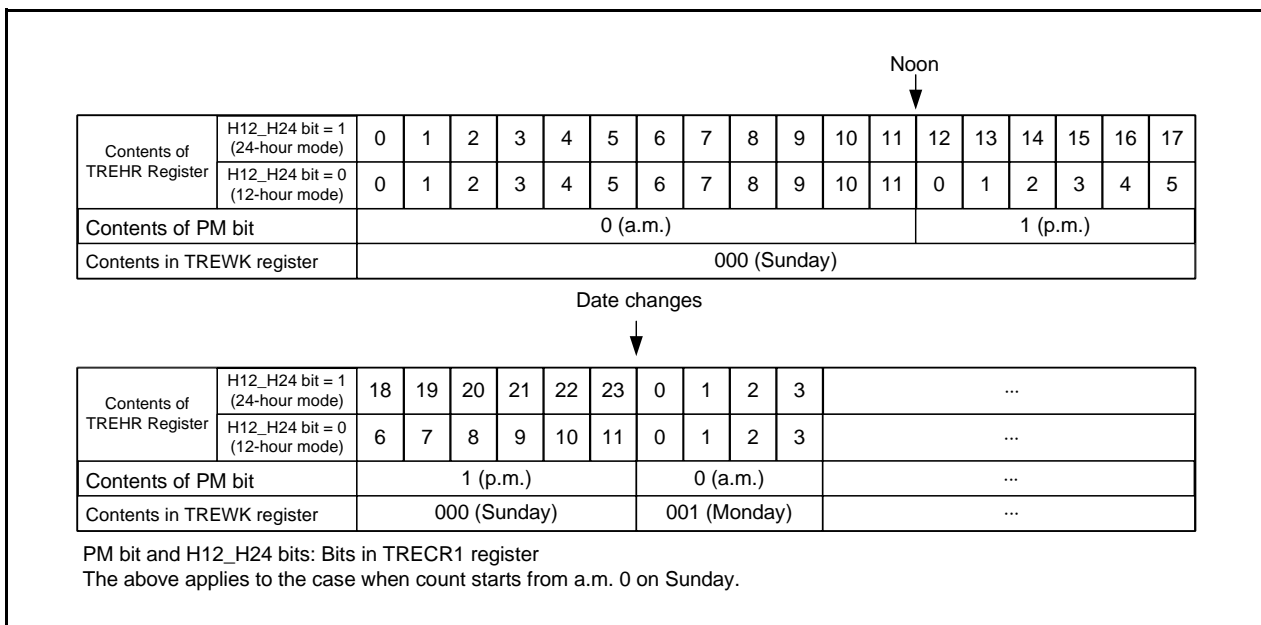 Noon
Contents of TREHR Register
H12_H24 bit = 1 (24-hour mode) 0 1 2 3 4 5 6 7 8 9 10 11 12 13 14 15 16 17
H12_H24 bit = 0 (12-hour mode) 0 1 2 3 4 5 6 7 8 9 10 11 0 1 2 3 4 5
Contents of PM bit 0 (a.m.) 1 (p.m.)
Contents in TREWK register 000 (Sunday)
Date changes
Contents of TREHR Register
H12_H24 bit = 1 (24-hour mode) 18 19 20 21 22 23 0 1 2 3 ...
H12_H24 bit = 0 (12-hour mode) 6 7 8 9 10 11 0 1 2 3 ...
Contents of PM bit 1 (p.m.) 0 (a.m.) ...
Contents in TREWK register 000 (Sunday) 001 (Monday) ...
PM bit and H12_H24 bits: Bits in TRECR1 register
The above applies to the case when count starts from a.m. 0 on Sunday.